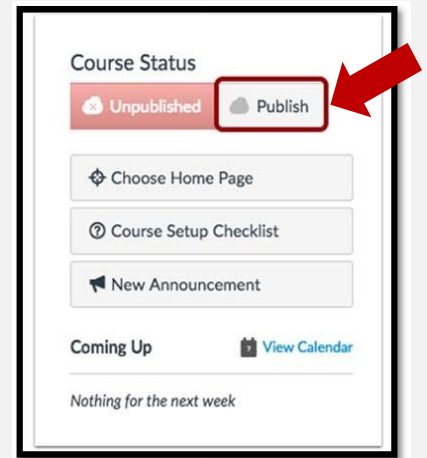 Course Status
Unpublished Publish
Choose Home Page
Course Setup Checklist
New Announcement
Coming Up View Calendar
Nothing for the next week